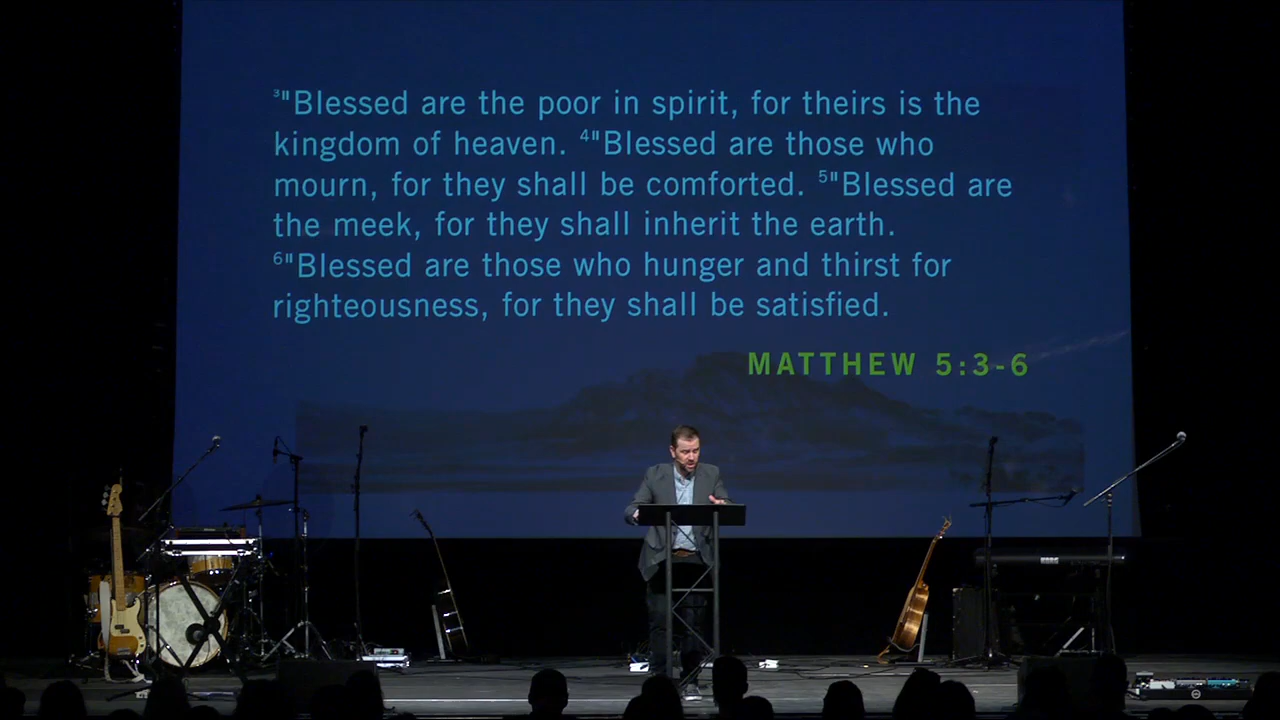 ³"Blessed are the poor in spirit, for theirs is the
kingdom of heaven. ⁴"Blessed are those who
mourn, for they shall be comforted. ⁵"Blessed are
the meek, for they shall inherit the earth.
⁶"Blessed are those who hunger and thirst for
righteousness, for they shall be satisfied.
MATTHEW 5:3-6
KORG